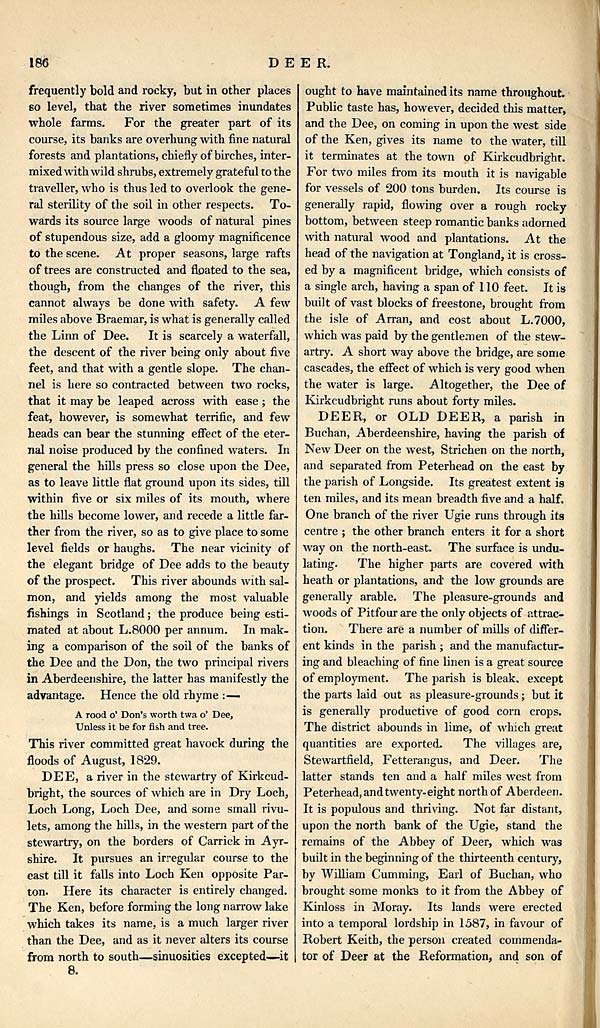 186
DEER.
frequently bold and rocky, but in other places
so level, that the river sometimes inundates
whole farms. For the greater part of its
course, its banks are overhung with fine natural
forests and plantations, chiefly of birches, inter-
mixed with wild shrubs, extremely grateful to the
traveller, who is thus led to overlook the gene-
ral sterility of the soil in other respects. To-
wards its source large woods of natural pines
of stupendous size, add a gloomy magnificence
to the scene. At proper seasons, large rafts
of trees are constructed and floated to the sea,
though, from the changes of the river, this
cannot always be done with safety. A few
miles above Braemar, is what is generally called
the Linn of Dee. It is scarcely a waterfall,
the descent of the river being only about five
feet, and that with a gentle slope. The chan-
nel is here so contracted between two rocks,
that it may be leaped across with ease; the
feat, however, is somewhat terrific, and few
heads can bear the stunning effect of the eter-
nal noise produced by the confined waters. In
general the hills press so close upon the Dee,
as to leave little flat ground upon its sides, till
within five or six miles of its mouth, where
the hills become lower, and recede a little far-
ther from the river, so as to give place to some
level fields or haughs. The near vicinity of
the elegant bridge of Dee adds to the beauty
of the prospect. This river abounds with sal-
mon, and yields among the most valuable
fishings in Scotland; the produce being esti-
mated at about L.8000 per annum. In mak-
ing a comparison of the soil of the banks of
the Dee and the Don, the two principal rivers
in Aberdeenshire, the latter has manifestly the
advantage. Hence the old rhyme :—
A rood o' Don's worth twa o' Dee,
Unless it be for fish and tree.
This river committed great havock during the
floods of August, 1829.
DEE, a river in the stewartry of Kirkcud-
bright, the sources of which are in Dry Loch,
Loch Long, Loch Dee, and some small rivu-
lets, among the hills, in the western part of the
stewartry, on the borders of Carrick in Ayr-
shire. It pursues an irregular course to the
east till it falls into Loch Ken opposite Par-
ton. Here its character is entirely changed.
The Ken, before forming the long narrow lake
which takes its name, is a much larger river
than the Dee, and as it never alters its course
from north to south—sinuosities excepted—it
8.
ought to have maintained its name throughout.
Public taste has, however, decided this matter,
and the Dee, on coming in upon the west side
of the Ken, gives its name to the water, till
it terminates at the town of Kirkcudbright.
For two miles from its mouth it is navigable
for vessels of 200 tons burden. Its course is
generally rapid, flowing over a rough rocky
bottom, between steep romantic banks adorned
with natural wood and plantations. At the
head of the navigation at Tongland, it is cross-
ed by a magnificent bridge, which consists of
a single arch, having a span of 110 feet. It is
built of vast blocks of freestone, brought from
the isle of Arran, and cost about L.7000,
which was paid by the gentlemen of the stew-
artry. A short way above the bridge, are some
cascades, the effect of which is very good when
the water is large. Altogether, the Dee of
Kirkcudbright runs about forty miles.
DEER, or OLD DEER, a parish in
Buchan, Aberdeenshire, having the parish of
New Deer on the west, Strichen on the north,
and separated from Peterhead on the east by
the parish of Longside. Its greatest extent is
ten miles, and its mean breadth five and a half.
One branch of the river Ugie runs through its
centre; the other branch enters it for a short
way on the north-east. The surface is undu-
lating. The higher parts are covered with
heath or plantations, and the low grounds are
generally arable. The pleasure-grounds and
woods of Pitfour are the only objects of attrac-
tion. There are a number of mills of differ-
ent kinds in the parish; and the manufactur-
ing and bleaching of fine linen is a great source
of employment. The parish is bleak. except
the parts laid out as pleasure-grounds; but it
is generally productive of good corn crops.
The district abounds in lime, of which great
quantities are exported. The villages are,
Stewartfield, Fetterangus, and Deer. The
latter stands ten and a half miles west from
Peterhead, and twenty-eight north of Aberdeen.
It is populous and thriving. Not far distant,
upon the north bank of the Ugie, stand the
remains of the Abbey of Deer, which was
built in the beginning of the thirteenth century,
by William Cumming, Earl of Buchan, who
brought some monks to it from the Abbey of
Kinloss in Moray. Its lands were erected
into a temporal lordship in 1587, in favour of
Robert Keith, the person created commenda-
tor of Deer at the Reformation, and son of